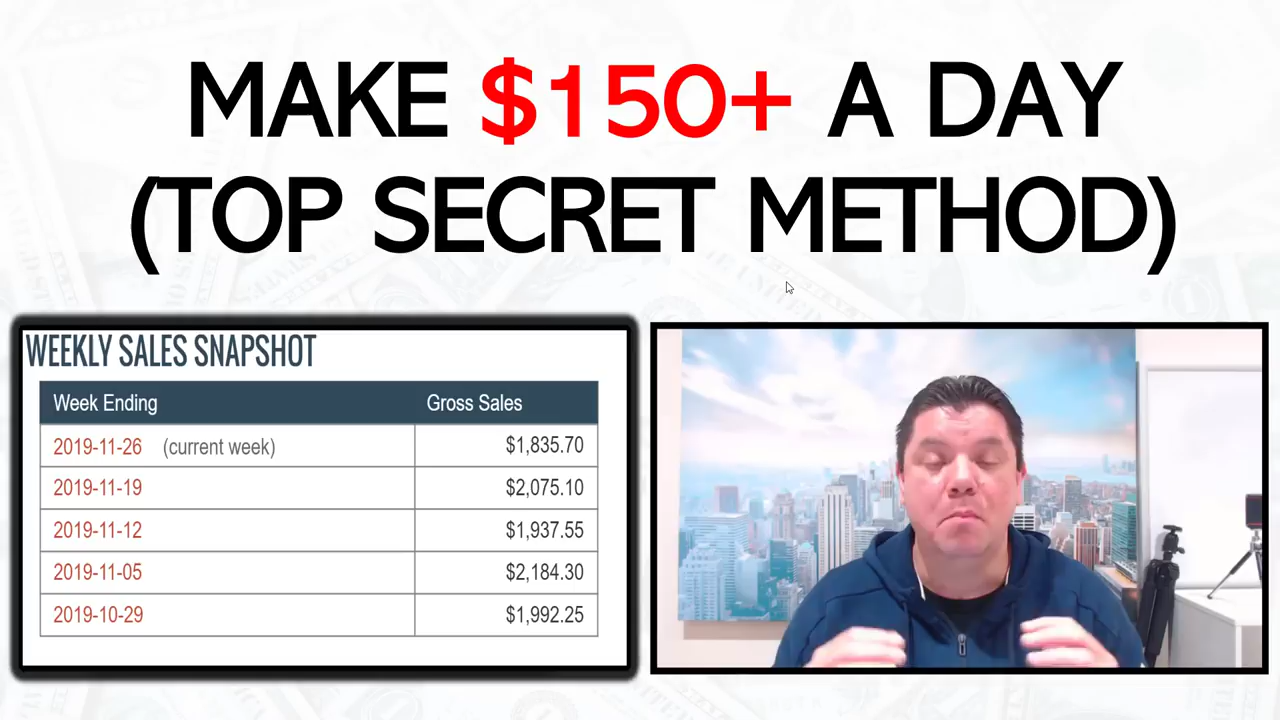 MAKE $150+ A DAY
(TOP SECRET METHOD)
WEEKLY SALES SNAPSHOT
Week Ending Gross Sales
2019-11-26 (current week) $1,835.70
2019-11-19 $2,075.10
2019-11-12 $1,937.55
2019-11-05 $2,184.30
2019-10-29 $1,992.25